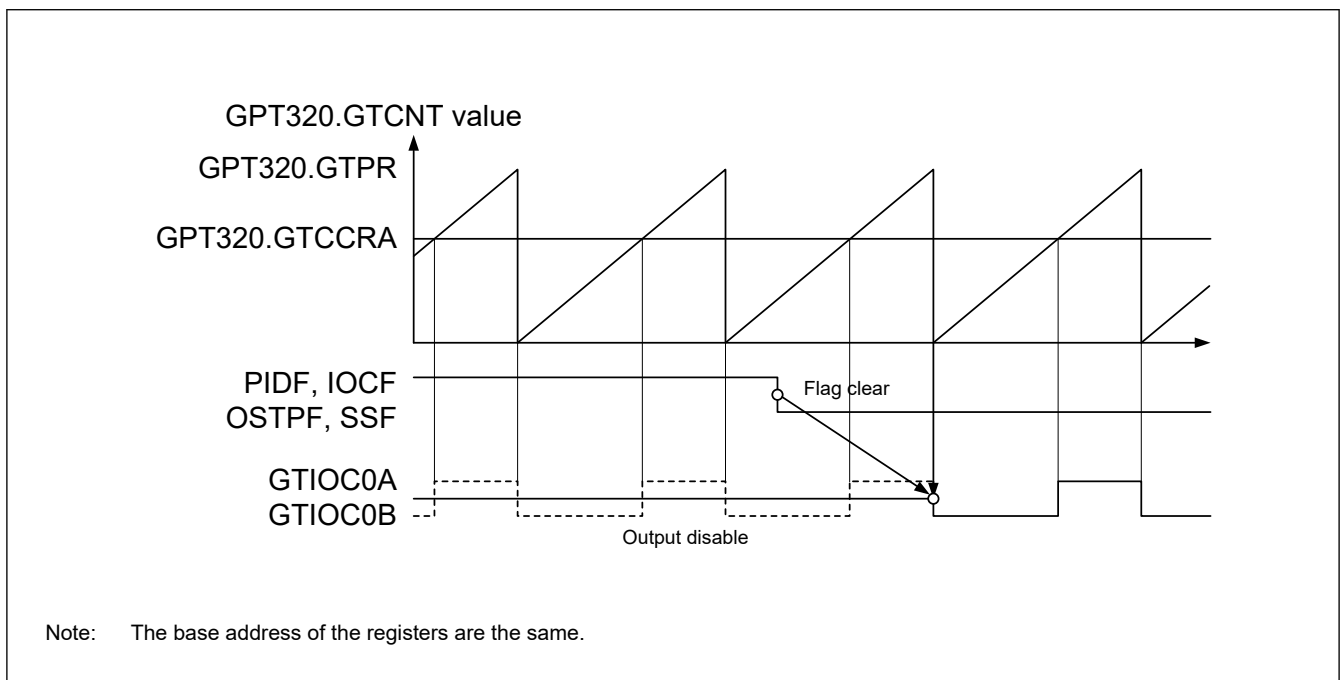 GPT320.GTCNT value
GPT320.GTPR
GPT320.GTCCRA
PIDF, IOCF
Flag clear
OSTPF, SSF
GTIOC0A
GTIOC0B
Output disable
Note: The base address of the registers are the same.